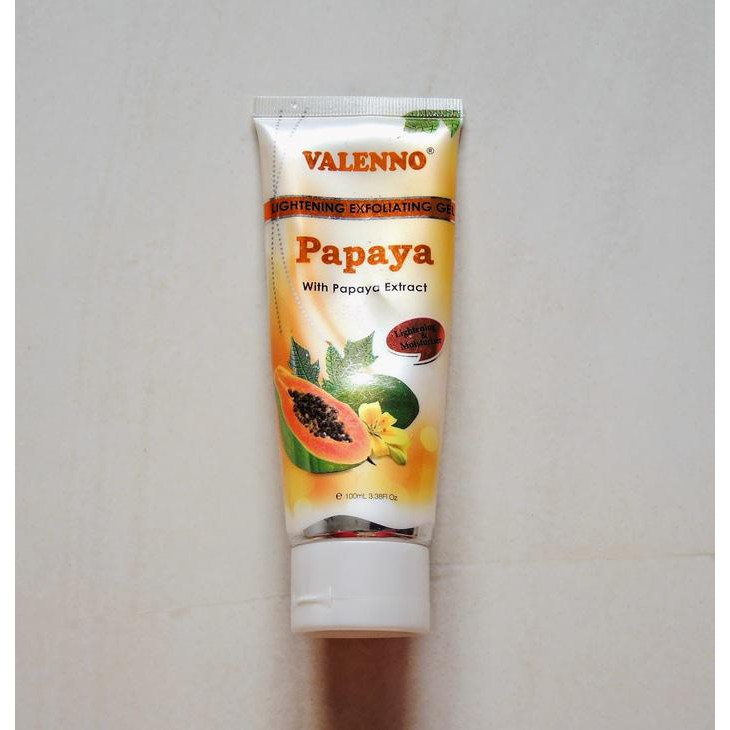 VALENNO®
LIGHTENING EXFOLIATING GEL
Papaya
With Papaya Extract
Lightening
&
Moisturizer
℮ 100mL 3.38Fl Oz.